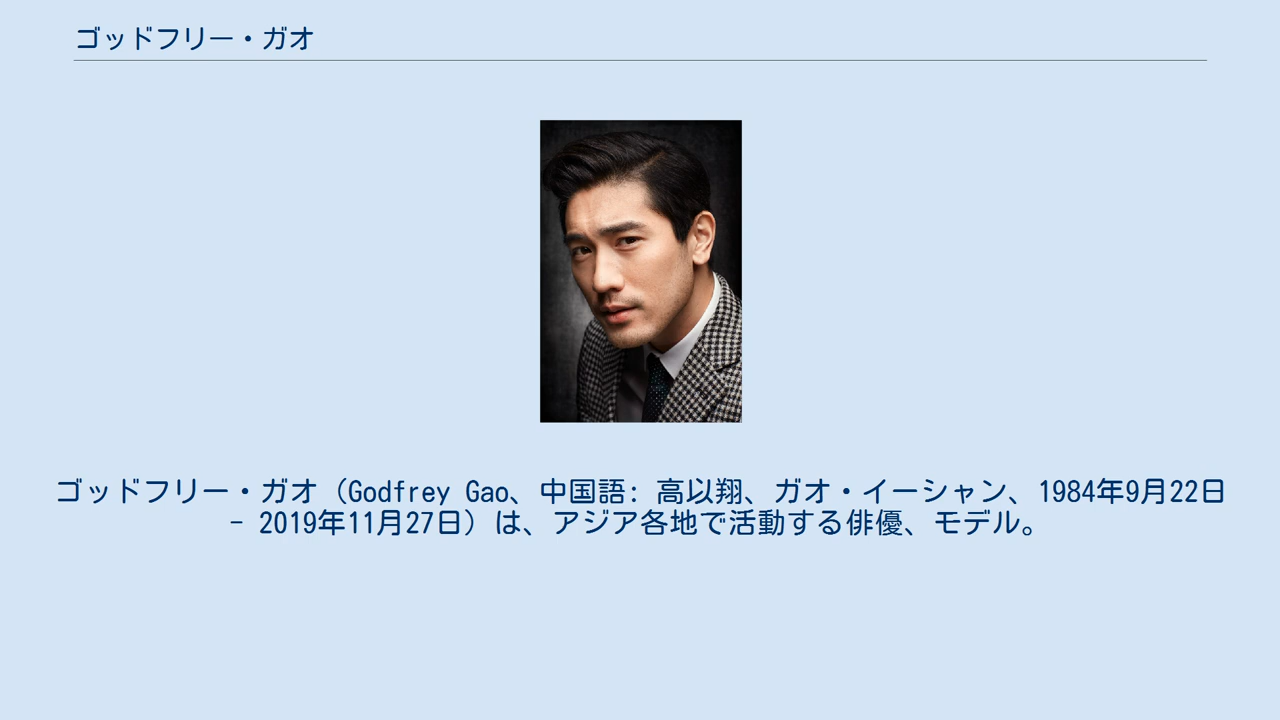 ゴッドフリー・ガオ
ゴッドフリー・ガオ（Godfrey Gao、中国語: 高以翔、ガオ・イーシャン、1984年9月22日
- 2019年11月27日）は、アジア各地で活動する俳優、モデル。